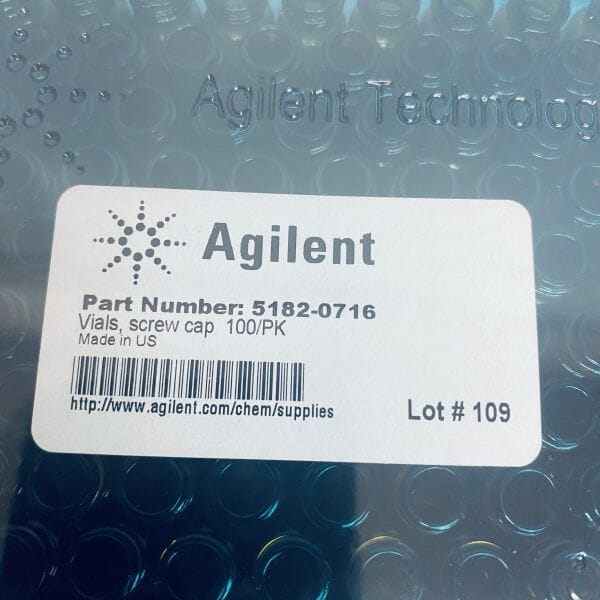 Agilent Technolog
Agilent
Part Number: 5182-0716
Vials, screw cap 100/PK
Made in US
http://www.agilent.com/chem/supplies
Lot # 109